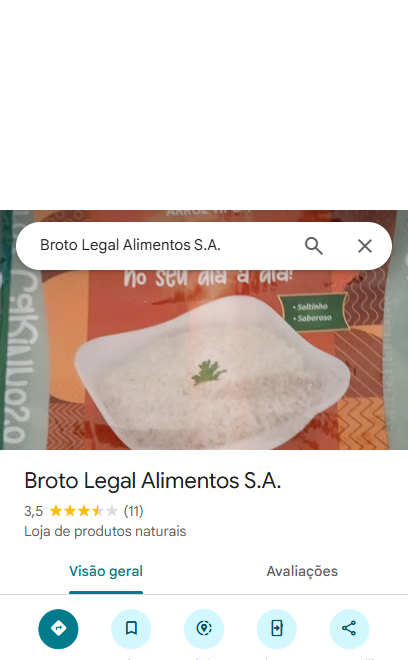 Broto Legal Alimentos S.A.
no seu dia a dia!
• Soltinho
• Saboroso
Broto Legal Alimentos S.A.
3,5 (11)
Loja de produtos naturais
Visão geral
Avaliações